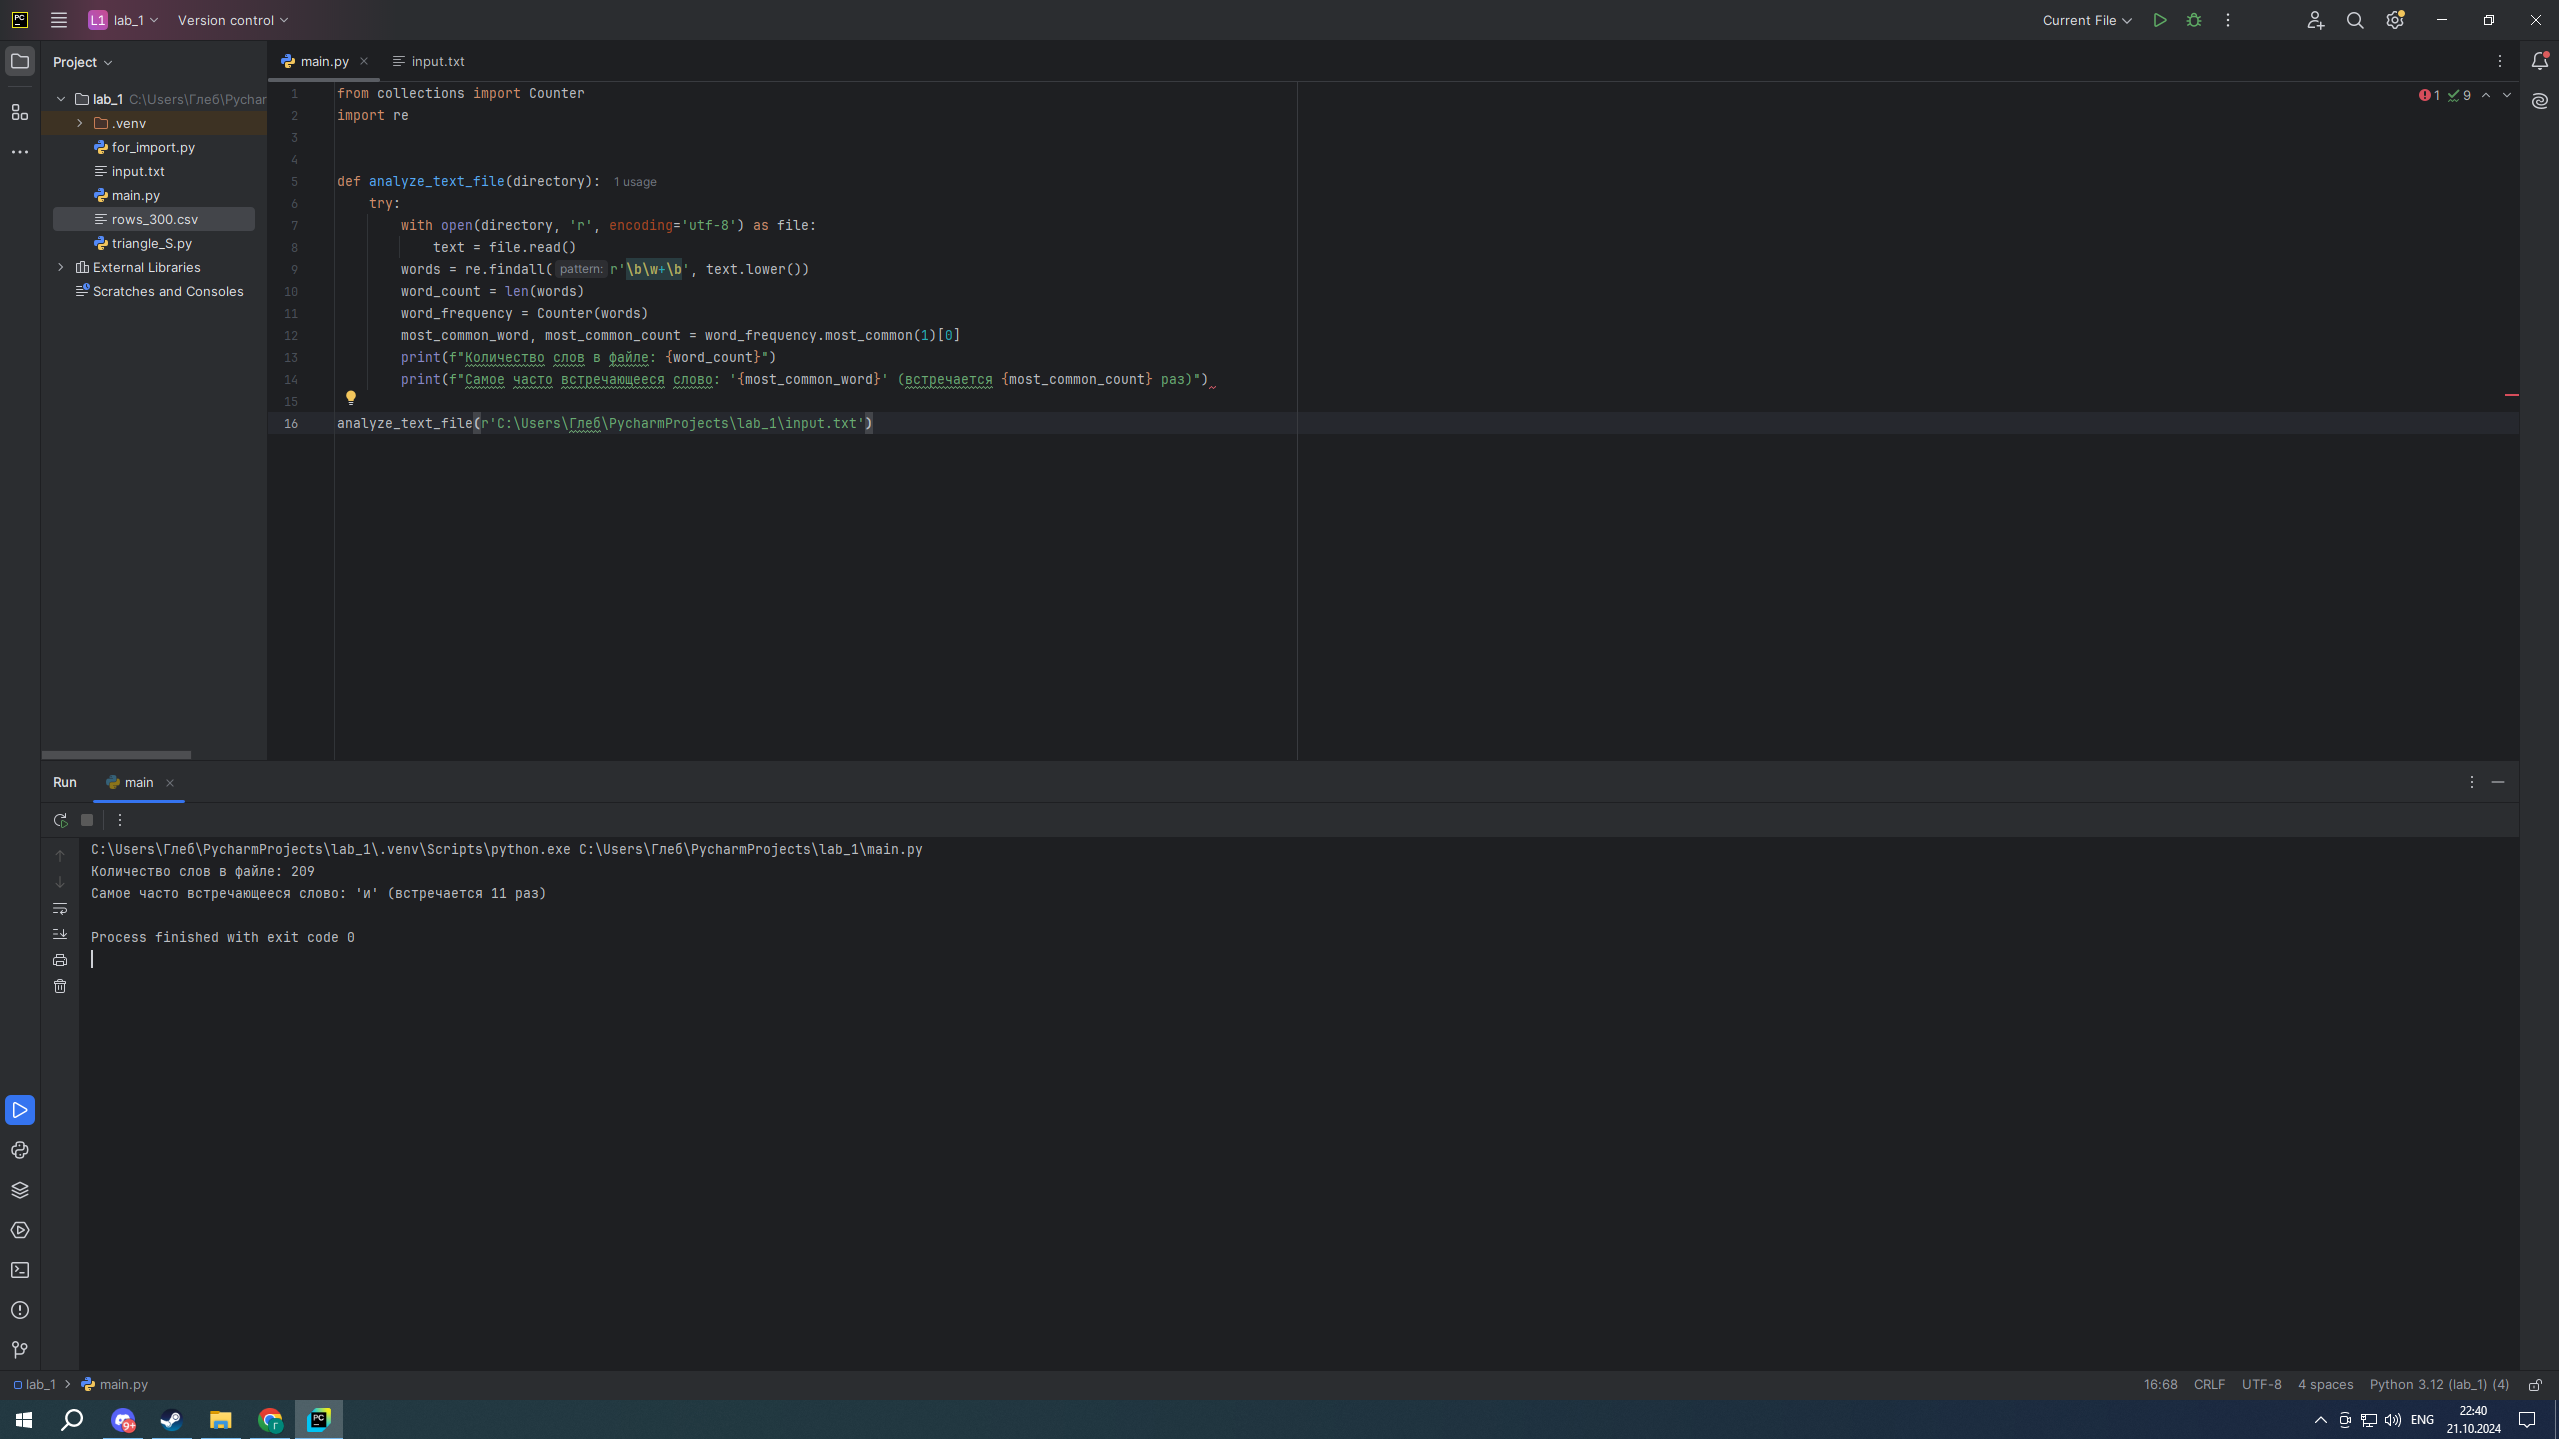 PC L1 lab_1 Version control Current File
Project
main.py
input.txt
lab_1 C:\Users\Глеб\Pychar
.venv
for_import.py
input.txt
main.py
rows_300.csv
triangle_S.py
External Libraries
Scratches and Consoles
1 9
1 from collections import Counter
2 import re
3
4
5 def analyze_text_file(directory): 1 usage
6 try:
7 with open(directory, 'r', encoding='utf-8') as file:
8 text = file.read()
9 words = re.findall( pattern: r'\b\w+\b', text.lower())
10 word_count = len(words)
11 word_frequency = Counter(words)
12 most_common_word, most_common_count = word_frequency.most_common(1)[0]
13 print(f"Количество слов в файле: {word_count}")
14 print(f"Самое часто встречающееся слово: '{most_common_word}' (встречается {most_common_count} раз)")
15
16 analyze_text_file(r'C:\Users\Глеб\PycharmProjects\lab_1\input.txt')
Run main
C:\Users\Глеб\PycharmProjects\lab_1\.venv\Scripts\python.exe C:\Users\Глеб\PycharmProjects\lab_1\main.py
Количество слов в файле: 209
Самое часто встречающееся слово: 'и' (встречается 11 раз)
Process finished with exit code 0
lab_1 main.py 16:68 CRLF UTF-8 4 spaces Python 3.12 (lab_1) (4)
9+ Г PC ENG 22:40
21.10.2024